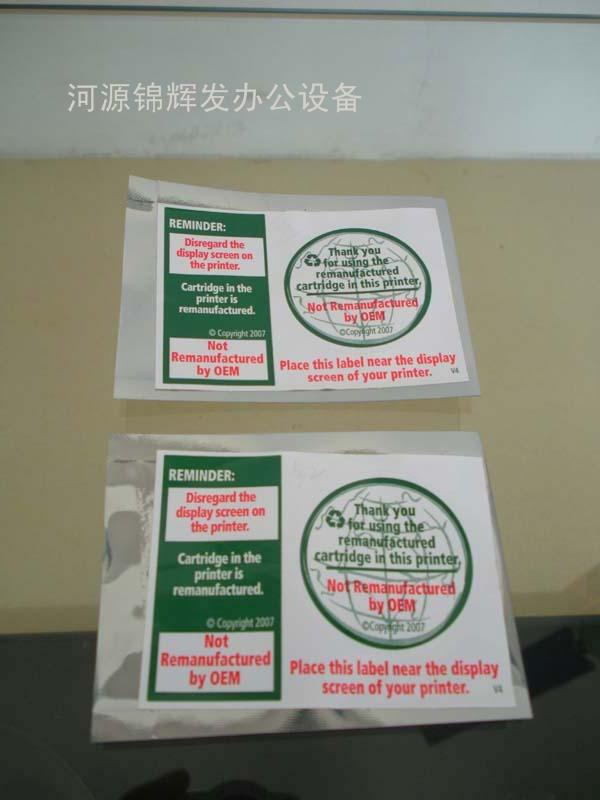 河源锦辉发办公设备
REMINDER:
Disregard the
display screen on
the printer.
Cartridge in the
printer is
remanufactured.
© Copyright 2007
Not
Remanufactured
by OEM
Thank you
for using the
remanufactured
cartridge in this printer.
Not Remanufactured
by OEM
©Copyright 2007
Place this label near the display
screen of your printer.
V4
REMINDER:
Disregard the
display screen on
the printer.
Cartridge in the
printer is
remanufactured.
© Copyright 2007
Not
Remanufactured
by OEM
Thank you
for using the
remanufactured
cartridge in this printer.
Not Remanufactured
by OEM
©Copyright 2007
Place this label near the display
screen of your printer.
V4